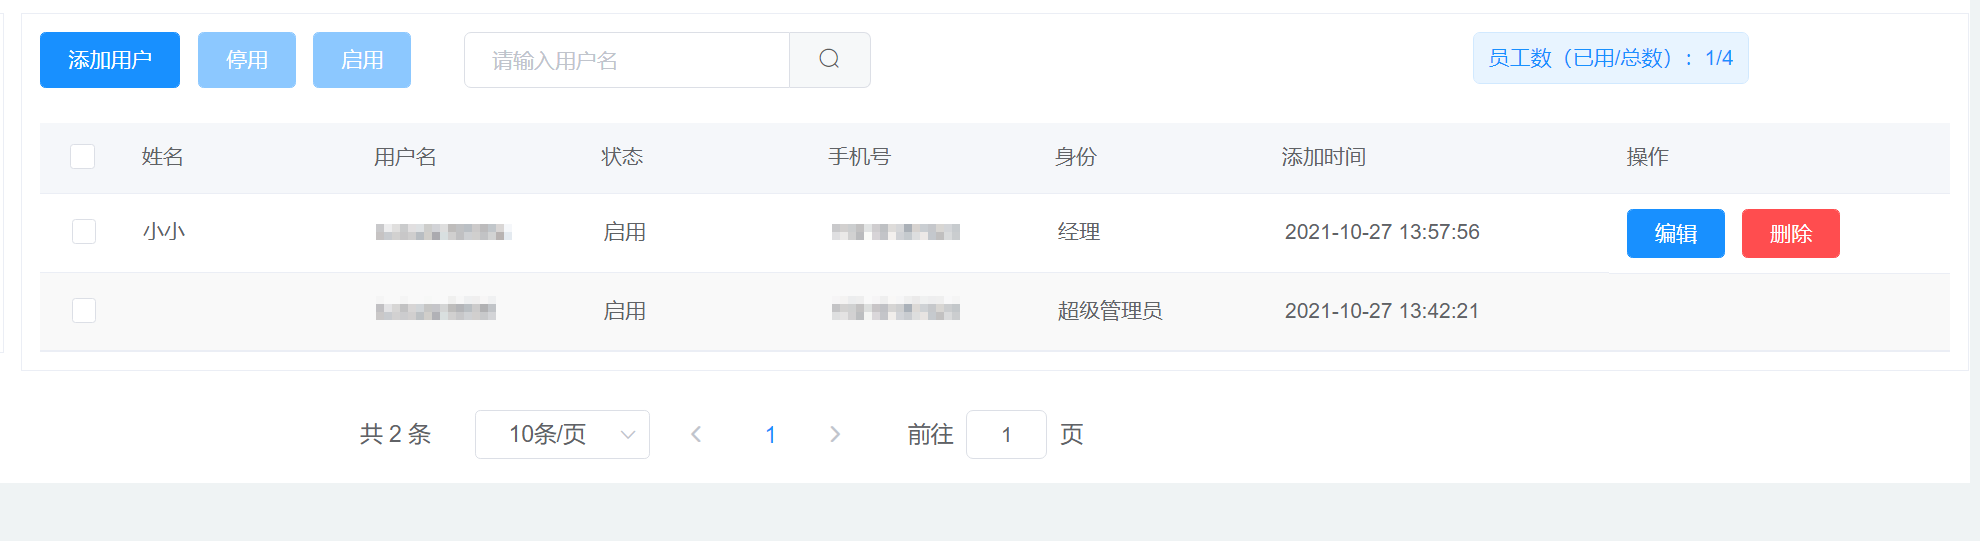 添加用户 停用 启用 请输入用户名 员工数（已用/总数）：1/4
姓名 用户名 状态 手机号 身份 添加时间 操作
小小 启用 经理 2021-10-27 13:57:56 编辑 删除
启用 超级管理员 2021-10-27 13:42:21
共 2 条 10条/页 1 前往 1 页